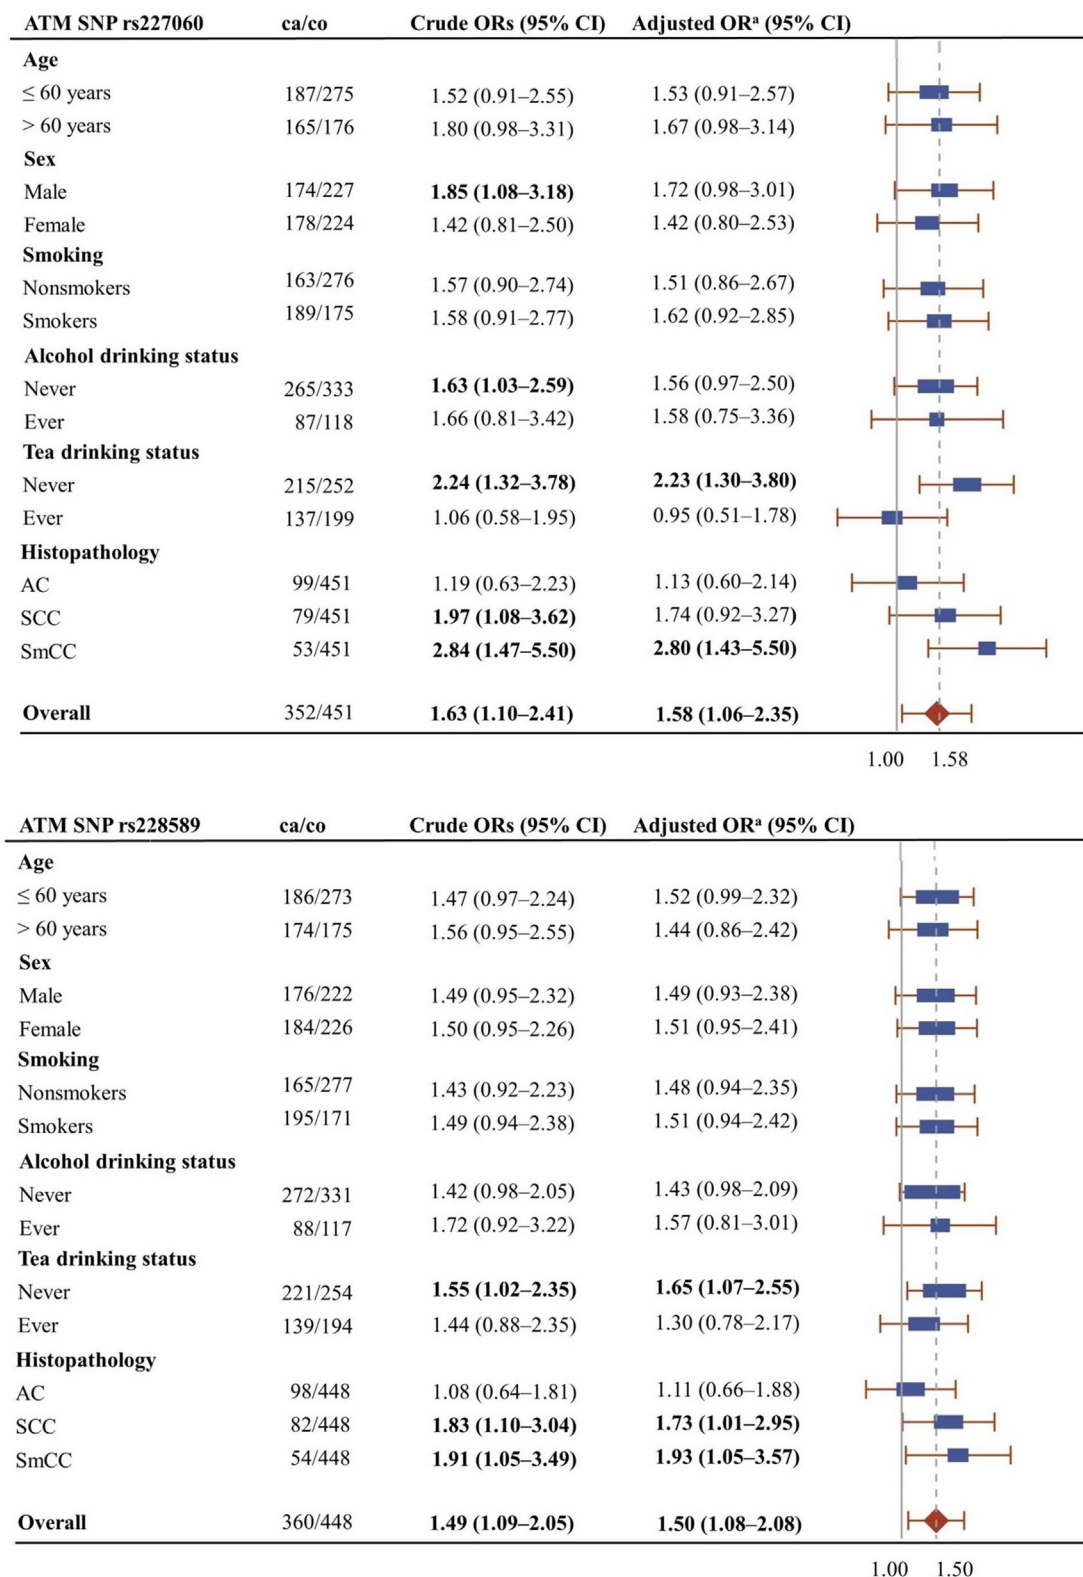 ATM SNP rs227060 ca/co Crude ORs (95% CI) Adjusted ORᵃ (95% CI)
Age
≤ 60 years 187/275 1.52 (0.91–2.55) 1.53 (0.91–2.57)
> 60 years 165/176 1.80 (0.98–3.31) 1.67 (0.98–3.14)
Sex
Male 174/227 1.85 (1.08–3.18) 1.72 (0.98–3.01)
Female 178/224 1.42 (0.81–2.50) 1.42 (0.80–2.53)
Smoking
Nonsmokers 163/276 1.57 (0.90–2.74) 1.51 (0.86–2.67)
Smokers 189/175 1.58 (0.91–2.77) 1.62 (0.92–2.85)
Alcohol drinking status
Never 265/333 1.63 (1.03–2.59) 1.56 (0.97–2.50)
Ever 87/118 1.66 (0.81–3.42) 1.58 (0.75–3.36)
Tea drinking status
Never 215/252 2.24 (1.32–3.78) 2.23 (1.30–3.80)
Ever 137/199 1.06 (0.58–1.95) 0.95 (0.51–1.78)
Histopathology
AC 99/451 1.19 (0.63–2.23) 1.13 (0.60–2.14)
SCC 79/451 1.97 (1.08–3.62) 1.74 (0.92–3.27)
SmCC 53/451 2.84 (1.47–5.50) 2.80 (1.43–5.50)
Overall 352/451 1.63 (1.10–2.41) 1.58 (1.06–2.35)
1.00 1.58
ATM SNP rs228589 ca/co Crude ORs (95% CI) Adjusted ORᵃ (95% CI)
Age
≤ 60 years 186/273 1.47 (0.97–2.24) 1.52 (0.99–2.32)
> 60 years 174/175 1.56 (0.95–2.55) 1.44 (0.86–2.42)
Sex
Male 176/222 1.49 (0.95–2.32) 1.49 (0.93–2.38)
Female 184/226 1.50 (0.95–2.26) 1.51 (0.95–2.41)
Smoking
Nonsmokers 165/277 1.43 (0.92–2.23) 1.48 (0.94–2.35)
Smokers 195/171 1.49 (0.94–2.38) 1.51 (0.94–2.42)
Alcohol drinking status
Never 272/331 1.42 (0.98–2.05) 1.43 (0.98–2.09)
Ever 88/117 1.72 (0.92–3.22) 1.57 (0.81–3.01)
Tea drinking status
Never 221/254 1.55 (1.02–2.35) 1.65 (1.07–2.55)
Ever 139/194 1.44 (0.88–2.35) 1.30 (0.78–2.17)
Histopathology
AC 98/448 1.08 (0.64–1.81) 1.11 (0.66–1.88)
SCC 82/448 1.83 (1.10–3.04) 1.73 (1.01–2.95)
SmCC 54/448 1.91 (1.05–3.49) 1.93 (1.05–3.57)
Overall 360/448 1.49 (1.09–2.05) 1.50 (1.08–2.08)
1.00 1.50